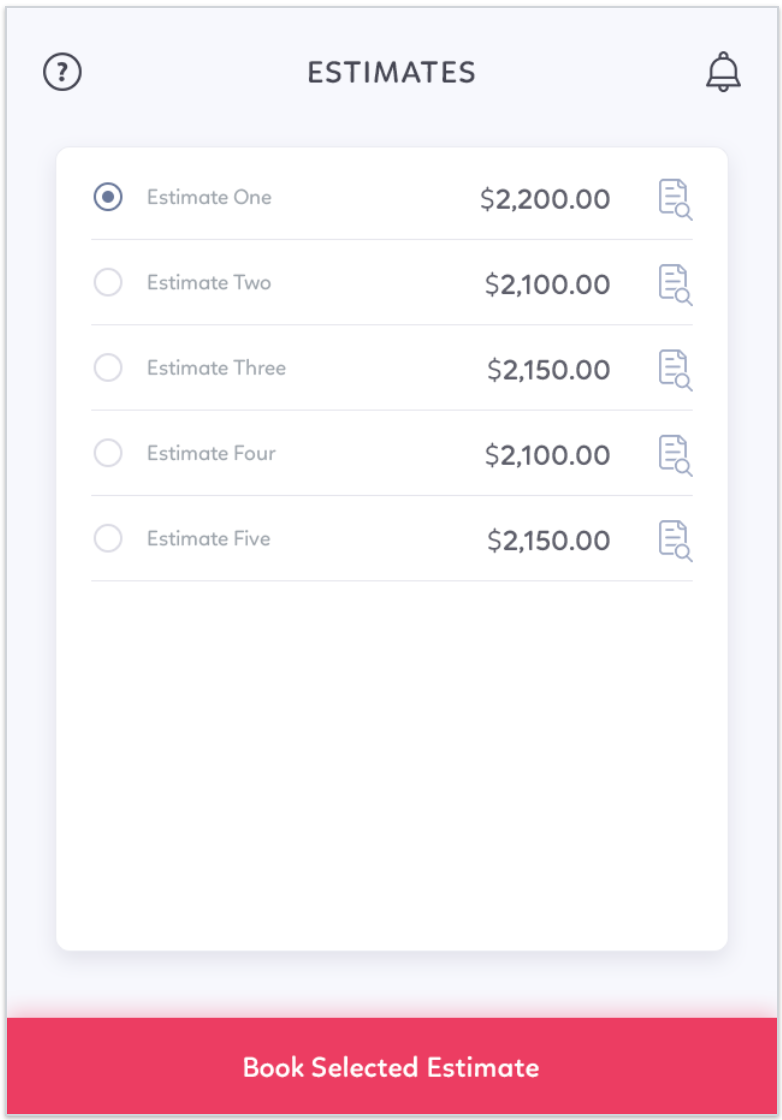 ?
ESTIMATES
Estimate One $2,200.00
Estimate Two $2,100.00
Estimate Three $2,150.00
Estimate Four $2,100.00
Estimate Five $2,150.00
Book Selected Estimate